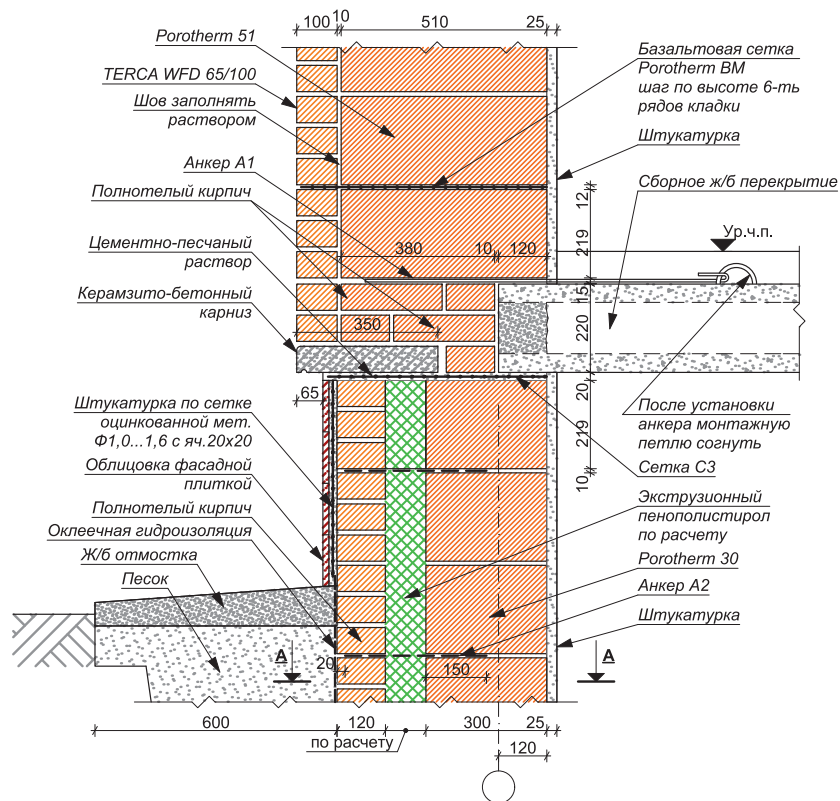 100
10
510
25
Porotherm 51
TERCA WFD 65/100
Шов заполнять
раствором
Анкер А1
Полнотелый кирпич
Цементно-песчаный
раствор
Керамзито-бетонный
карниз
Базальтовая сетка
Porotherm BM
шаг по высоте 6-ть
рядов кладки
Штукатурка
Сборное ж/б перекрытие
Ур.ч.п.
12
219
380
10
120
15
350
220
65
20
219
10
Штукатурка по сетке
оцинкованной мет.
Ф1,0...1,6 с яч.20х20
Облицовка фасадной
плиткой
Полнотелый кирпич
Оклеечная гидроизоляция
Ж/б отмостка
Песок
После установки
анкера монтажную
петлю согнуть
Сетка С3
Экструзионный
пенополистирол
по расчету
Porotherm 30
Анкер А2
Штукатурка
А
20
150
А
600
120
300
25
по расчету
120